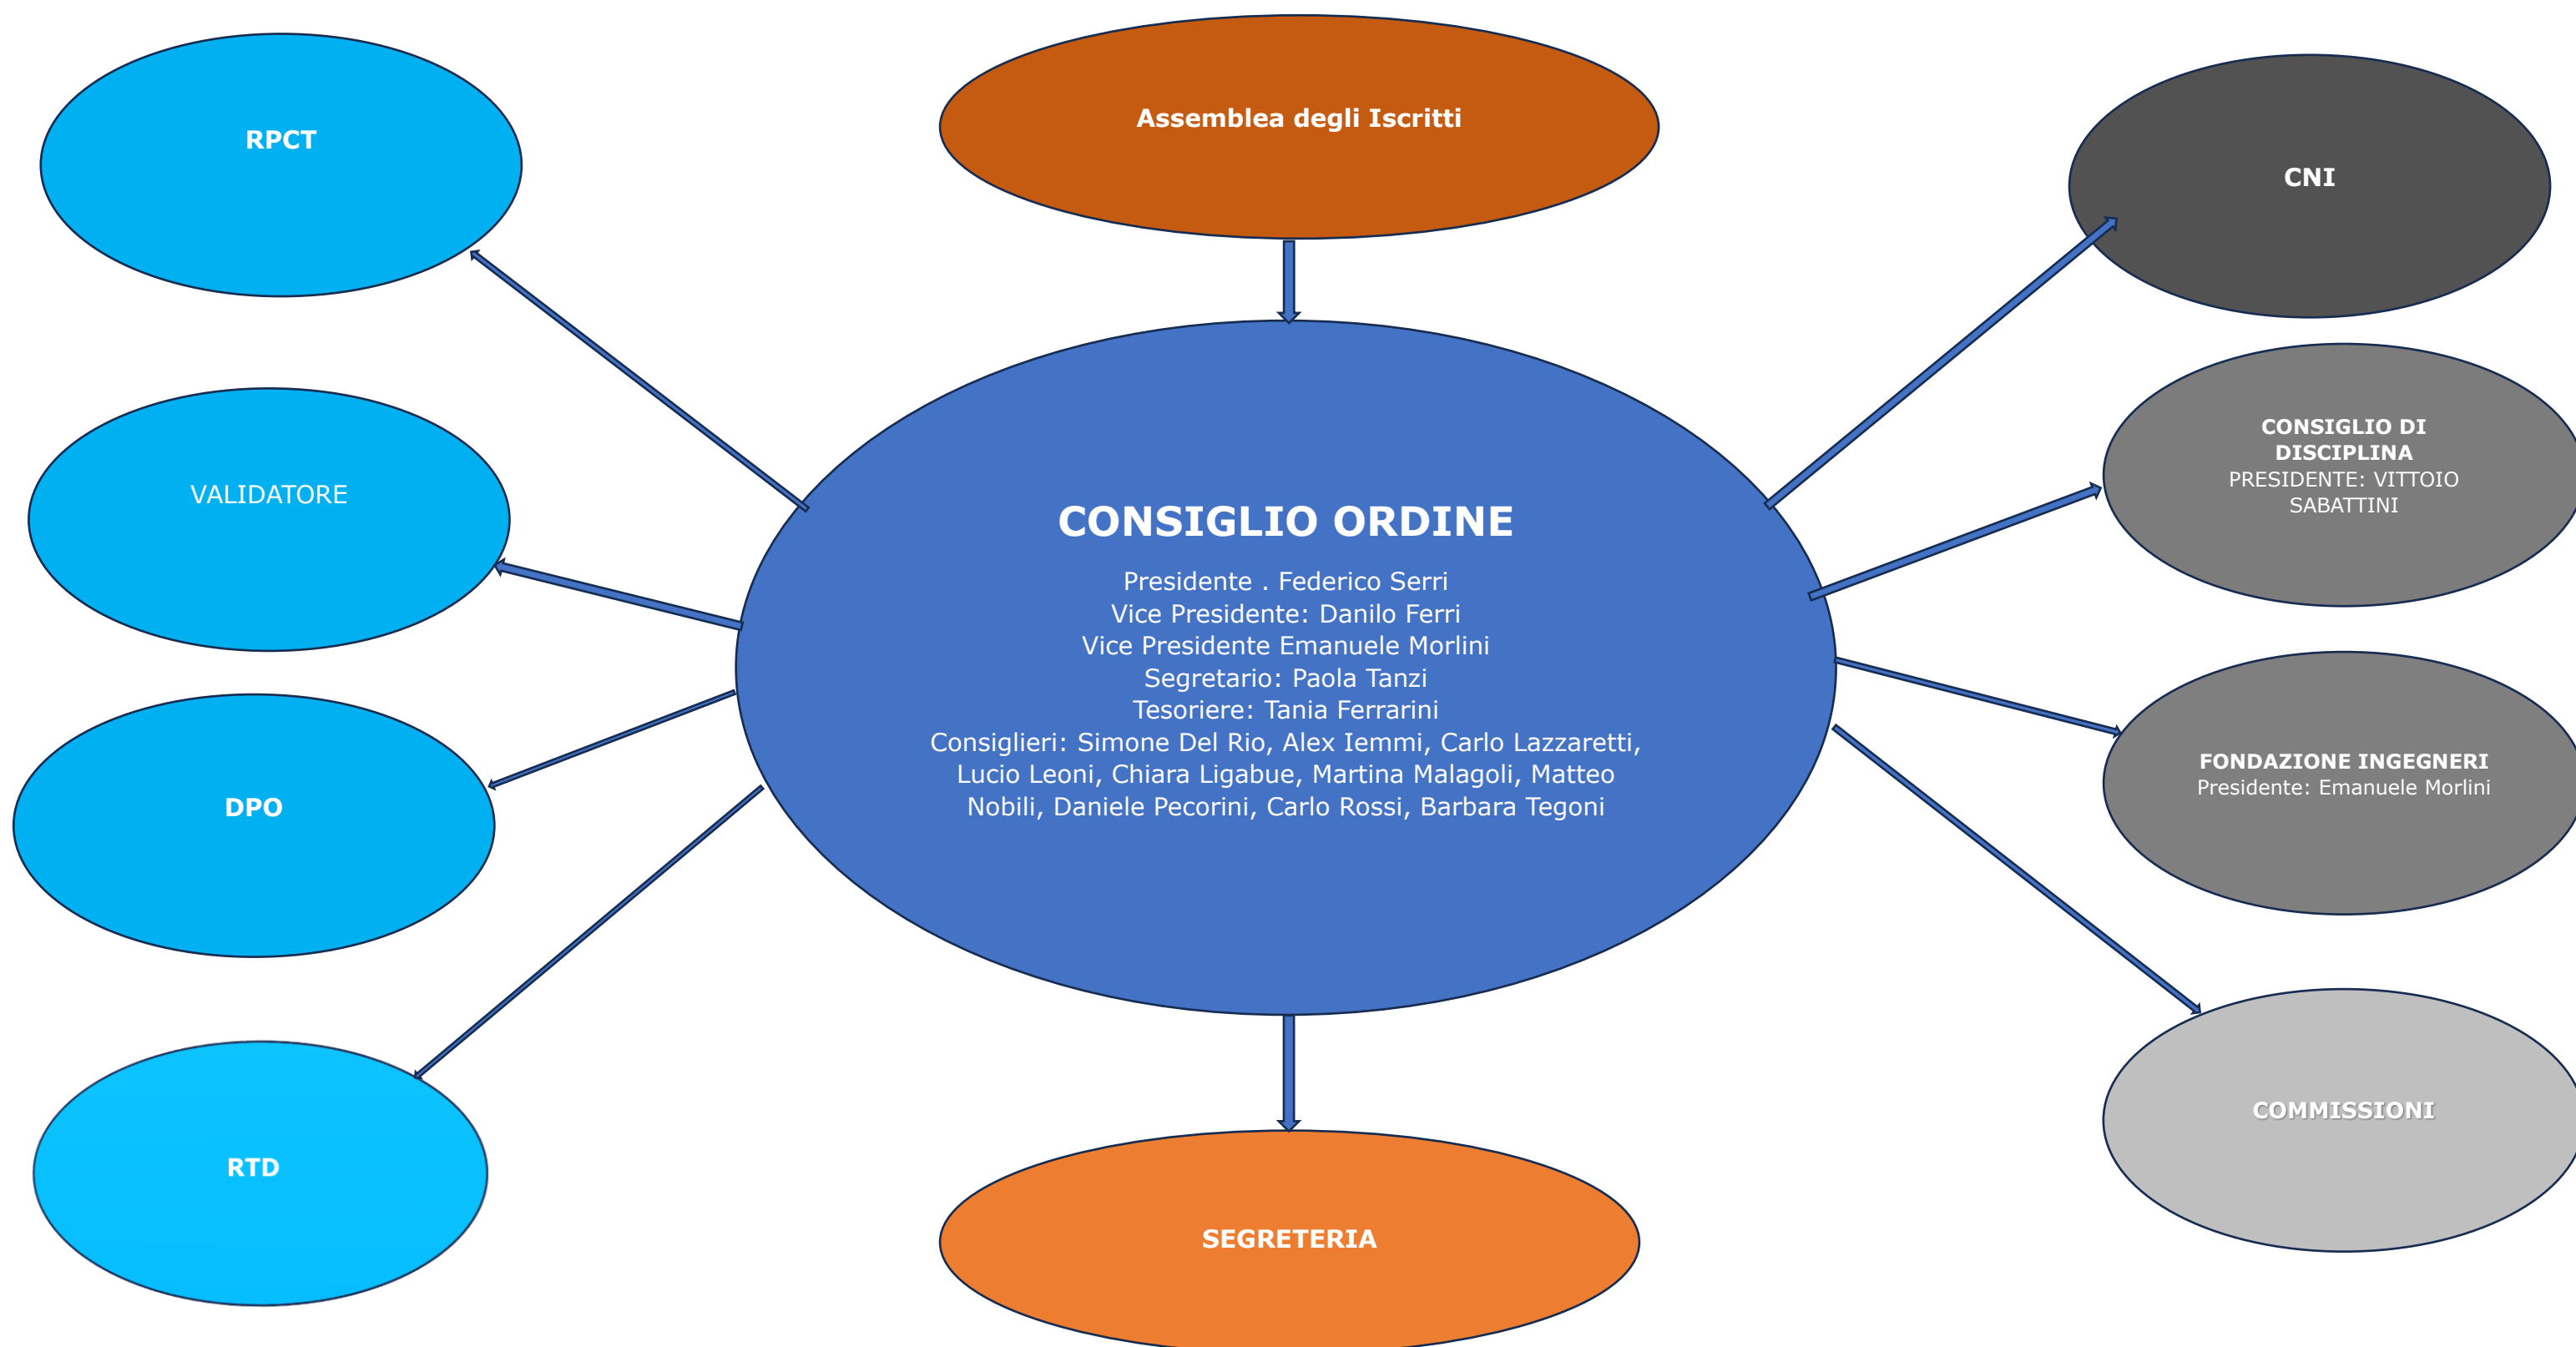 RPCT
Assemblea degli Iscritti
CNI
VALIDATORE
CONSIGLIO DI
DISCIPLINA
PRESIDENTE: VITTOIO
SABATTINI
CONSIGLIO ORDINE
Presidente . Federico Serri
Vice Presidente: Danilo Ferri
Vice Presidente Emanuele Morlini
Segretario: Paola Tanzi
Tesoriere: Tania Ferrarini
Consiglieri: Simone Del Rio, Alex Iemmi, Carlo Lazzaretti,
Lucio Leoni, Chiara Ligabue, Martina Malagoli, Matteo
Nobili, Daniele Pecorini, Carlo Rossi, Barbara Tegoni
DPO
FONDAZIONE INGEGNERI
Presidente: Emanuele Morlini
RTD
COMMISSIONI
SEGRETERIA